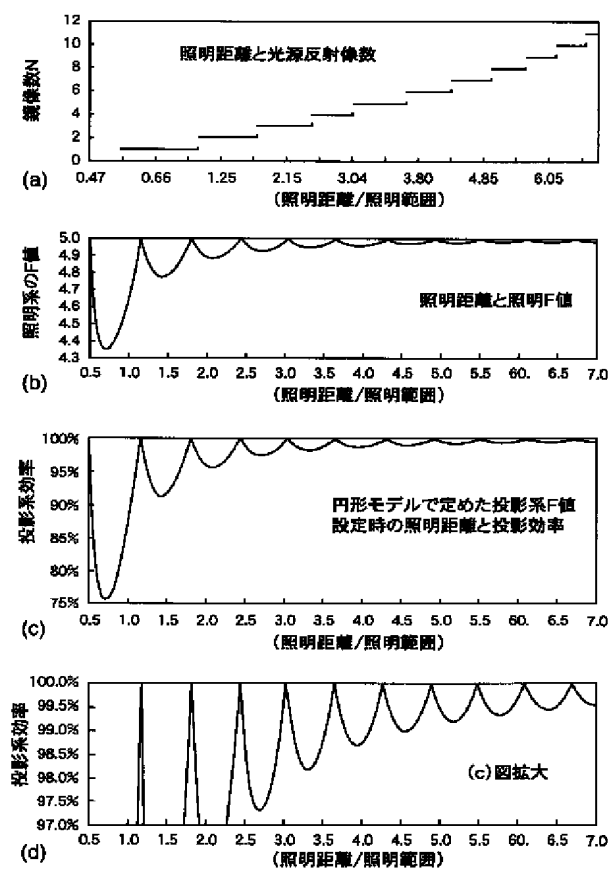 12
10
8
6
4
2
0
鏡像数N
照明距離と光源反射像数
0.47 0.66 1.25 2.15 3.04 3.80 4.85 6.05
(a)
(照明距離/照明範囲)
5.0
4.9
4.8
4.7
4.6
4.5
4.4
4.3
照明系のF値
照明距離と照明F値
0.5 1.0 1.5 2.0 2.5 3.0 3.5 4.0 4.5 5.0 5.5 60. 6.5 7.0
(b)
(照明距離/照明範囲)
100%
95%
90%
85%
80%
75%
投影系効率
円形モデルで定めた投影系F値
設定時の照明距離と投影効率
0.5 1.0 1.5 2.0 2.5 3.0 3.5 4.0 4.5 5.0 5.5 60. 6.5 7.0
(c)
(照明距離/照明範囲)
100.0%
99.5%
99.0%
98.5%
98.0%
97.5%
97.0%
投影系効率
(c)図拡大
0.5 1.0 1.5 2.0 2.5 3.0 3.5 4.0 4.5 5.0 5.5 60. 6.5 7.0
(d)
(照明距離/照明範囲)